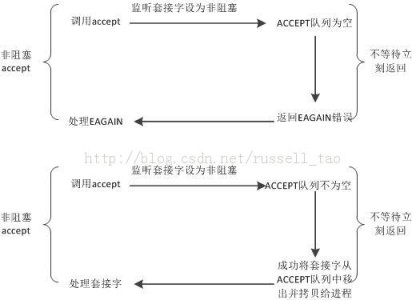 监听套接字设为非阻塞
调用accept
ACCEPT队列为空
非阻塞
accept
不等待立
刻返回
处理EAGAIN
返回EAGAIN错误
http://blog.csdn.net/russell_tao
监听套接字设为非阻塞
调用accept
ACCEPT队列不为空
非阻塞
accept
不等待立
刻返回
成功将套接字从
ACCEPT队列中移
出并拷贝给进程
处理套接字